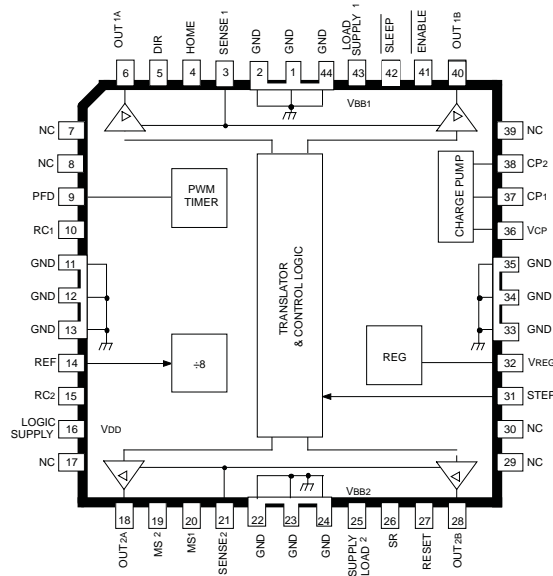 OUT1A
DIR
HOME
SENSE 1
GND
GND
GND
LOAD
SUPPLY 1
SLEEP
ENABLE
OUT1B
6
5
4
3
2
1
44
43
42
41
40
VBB1
NC 7
NC 8
PFD 9
RC1 10
GND 11
GND 12
GND 13
REF 14
RC2 15
LOGIC
SUPPLY 16
NC 17
PWM
TIMER
÷8
VDD
TRANSLATOR
& CONTROL LOGIC
CHARGE PUMP
REG
39 NC
38 CP2
37 CP1
36 VCP
35 GND
34 GND
33 GND
32 VREG
31 STEP
30 NC
29 NC
VBB2
18
19
20
21
22
23
24
25
26
27
28
OUT2A
MS 2
MS1
SENSE2
GND
GND
GND
SUPPLY
LOAD 2
SR
RESET
OUT2B